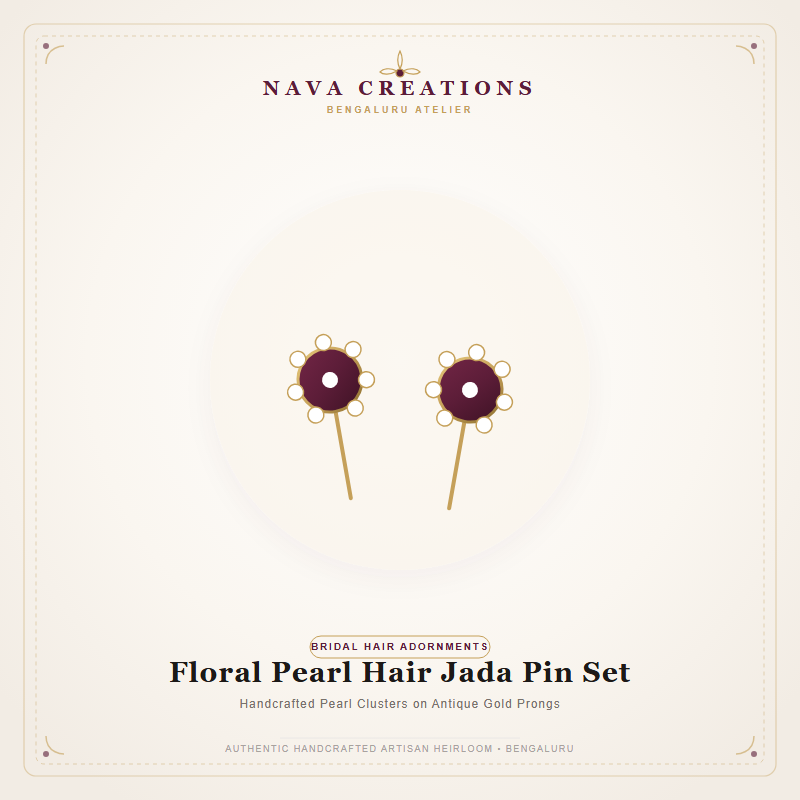 NAVA CREATIONS
BENGALURU ATELIER
BRIDAL HAIR ADORNMENTS
Floral Pearl Hair Jada Pin Set
Handcrafted Pearl Clusters on Antique Gold Prongs
AUTHENTIC HANDCRAFTED ARTISAN HEIRLOOM • BENGALURU